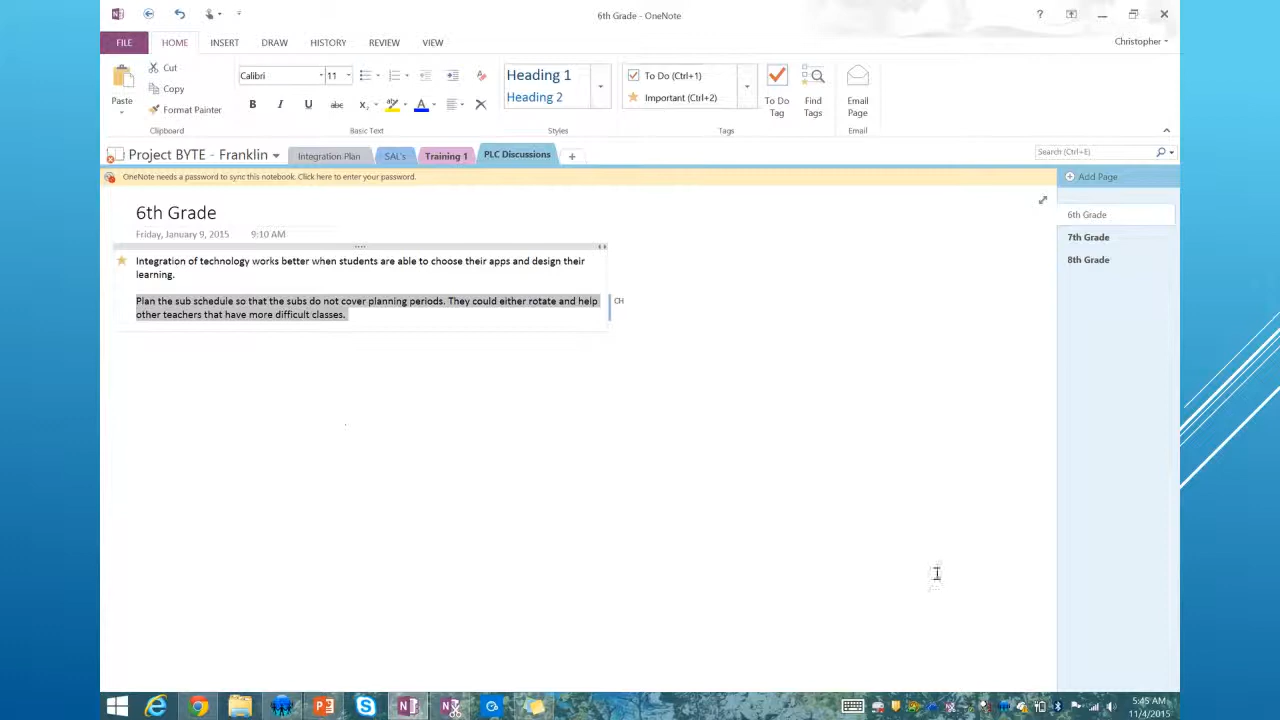 6th Grade - OneNote
?
Christopher
FILE HOME INSERT DRAW HISTORY REVIEW VIEW
Paste
Cut
Copy
Format Painter
Clipboard
Calibri 11
B I U abc X₂ A
Basic Text
Heading 1
Heading 2
Styles
To Do (Ctrl+1)
Important (Ctrl+2)
Tags
To Do
Tag
Find
Tags
Email
Page
Email
Project BYTE - Franklin Integration Plan SAL's Training 1 PLC Discussions +
Search (Ctrl+E)
OneNote needs a password to sync this notebook. Click here to enter your password.
Add Page
6th Grade
7th Grade
8th Grade
6th Grade
Friday, January 9, 2015 9:10 AM
Integration of technology works better when students are able to choose their apps and design their
learning.
Plan the sub schedule so that the subs do not cover planning periods. They could either rotate and help
other teachers that have more difficult classes.
CH
5:45 AM
11/4/2015